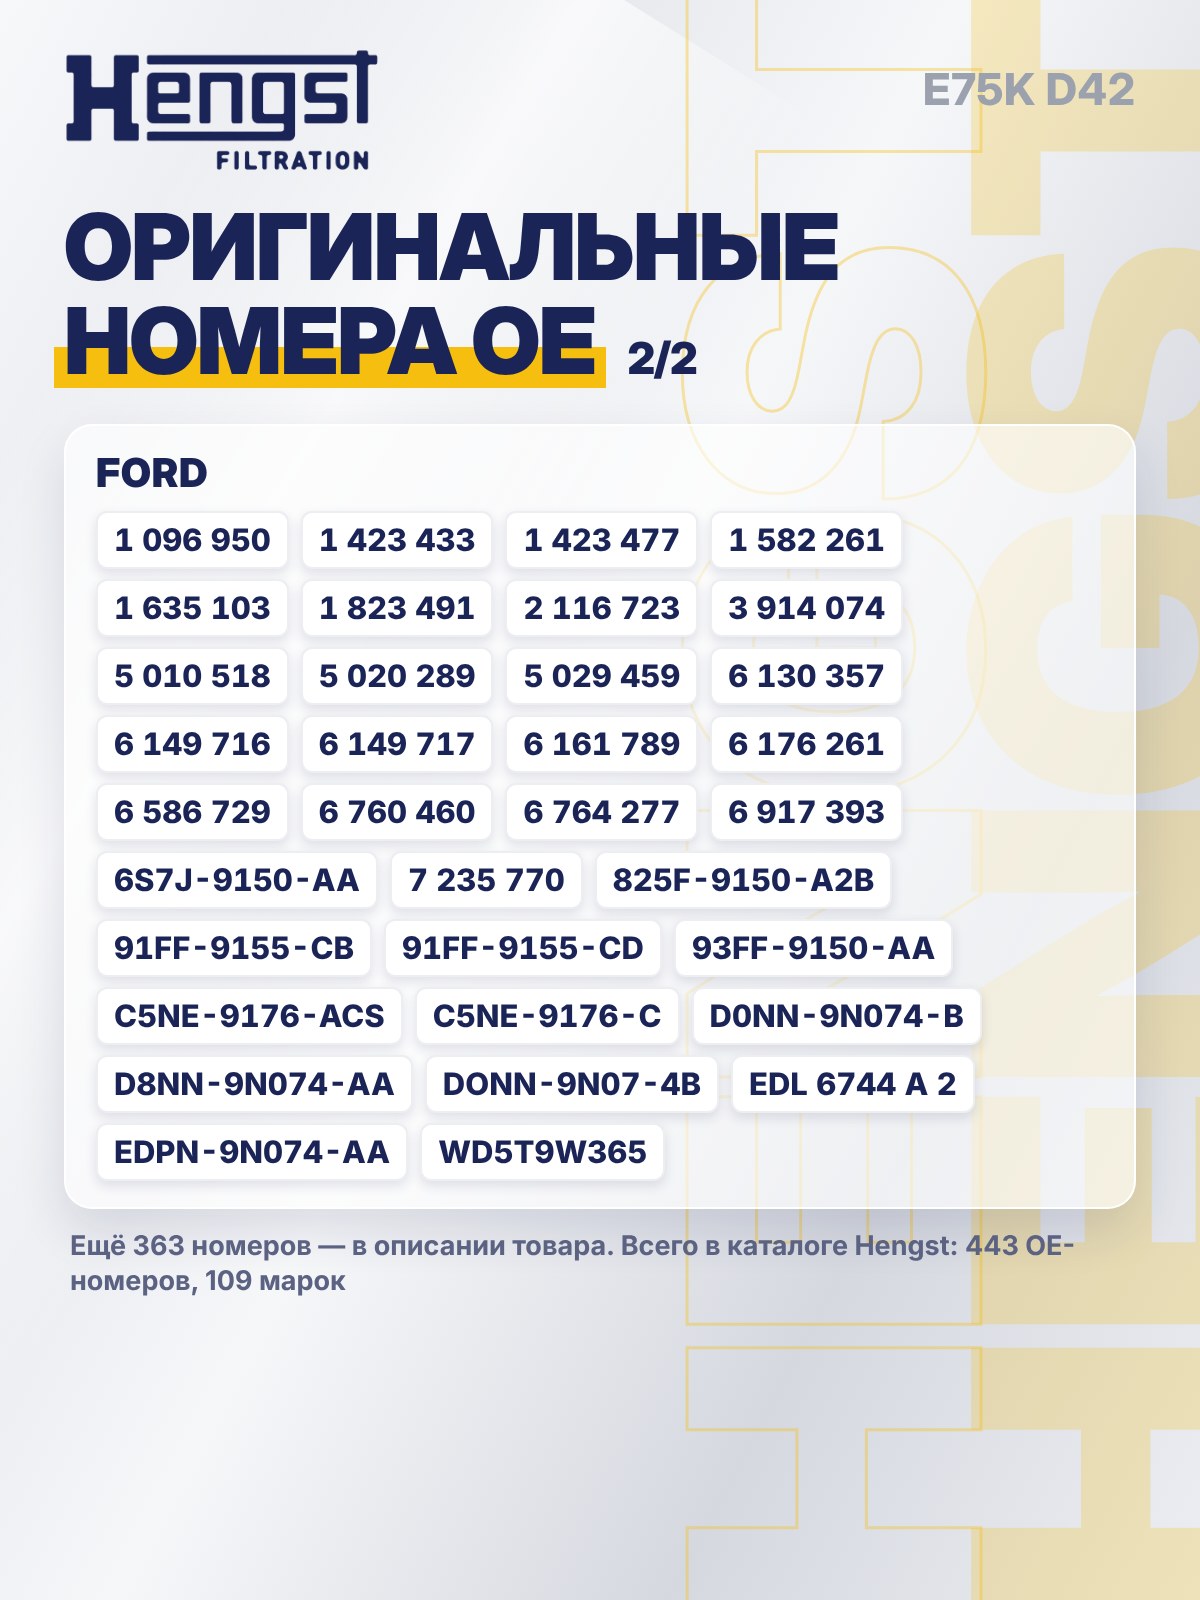 Hengst
FILTRATION
E75K D42
ОРИГИНАЛЬНЫЕ
НОМЕРА OE 2/2
FORD
1 096 950 1 423 433 1 423 477 1 582 261
1 635 103 1 823 491 2 116 723 3 914 074
5 010 518 5 020 289 5 029 459 6 130 357
6 149 716 6 149 717 6 161 789 6 176 261
6 586 729 6 760 460 6 764 277 6 917 393
6S7J-9150-AA 7 235 770 825F-9150-A2B
91FF-9155-CB 91FF-9155-CD 93FF-9150-AA
C5NE-9176-ACS C5NE-9176-C D0NN-9N074-B
D8NN-9N074-AA DONN-9N07-4B EDL 6744 A 2
EDPN-9N074-AA WD5T9W365
Ещё 363 номеров — в описании товара. Всего в каталоге Hengst: 443 OE-
номеров, 109 марок
HENGST
HENGST